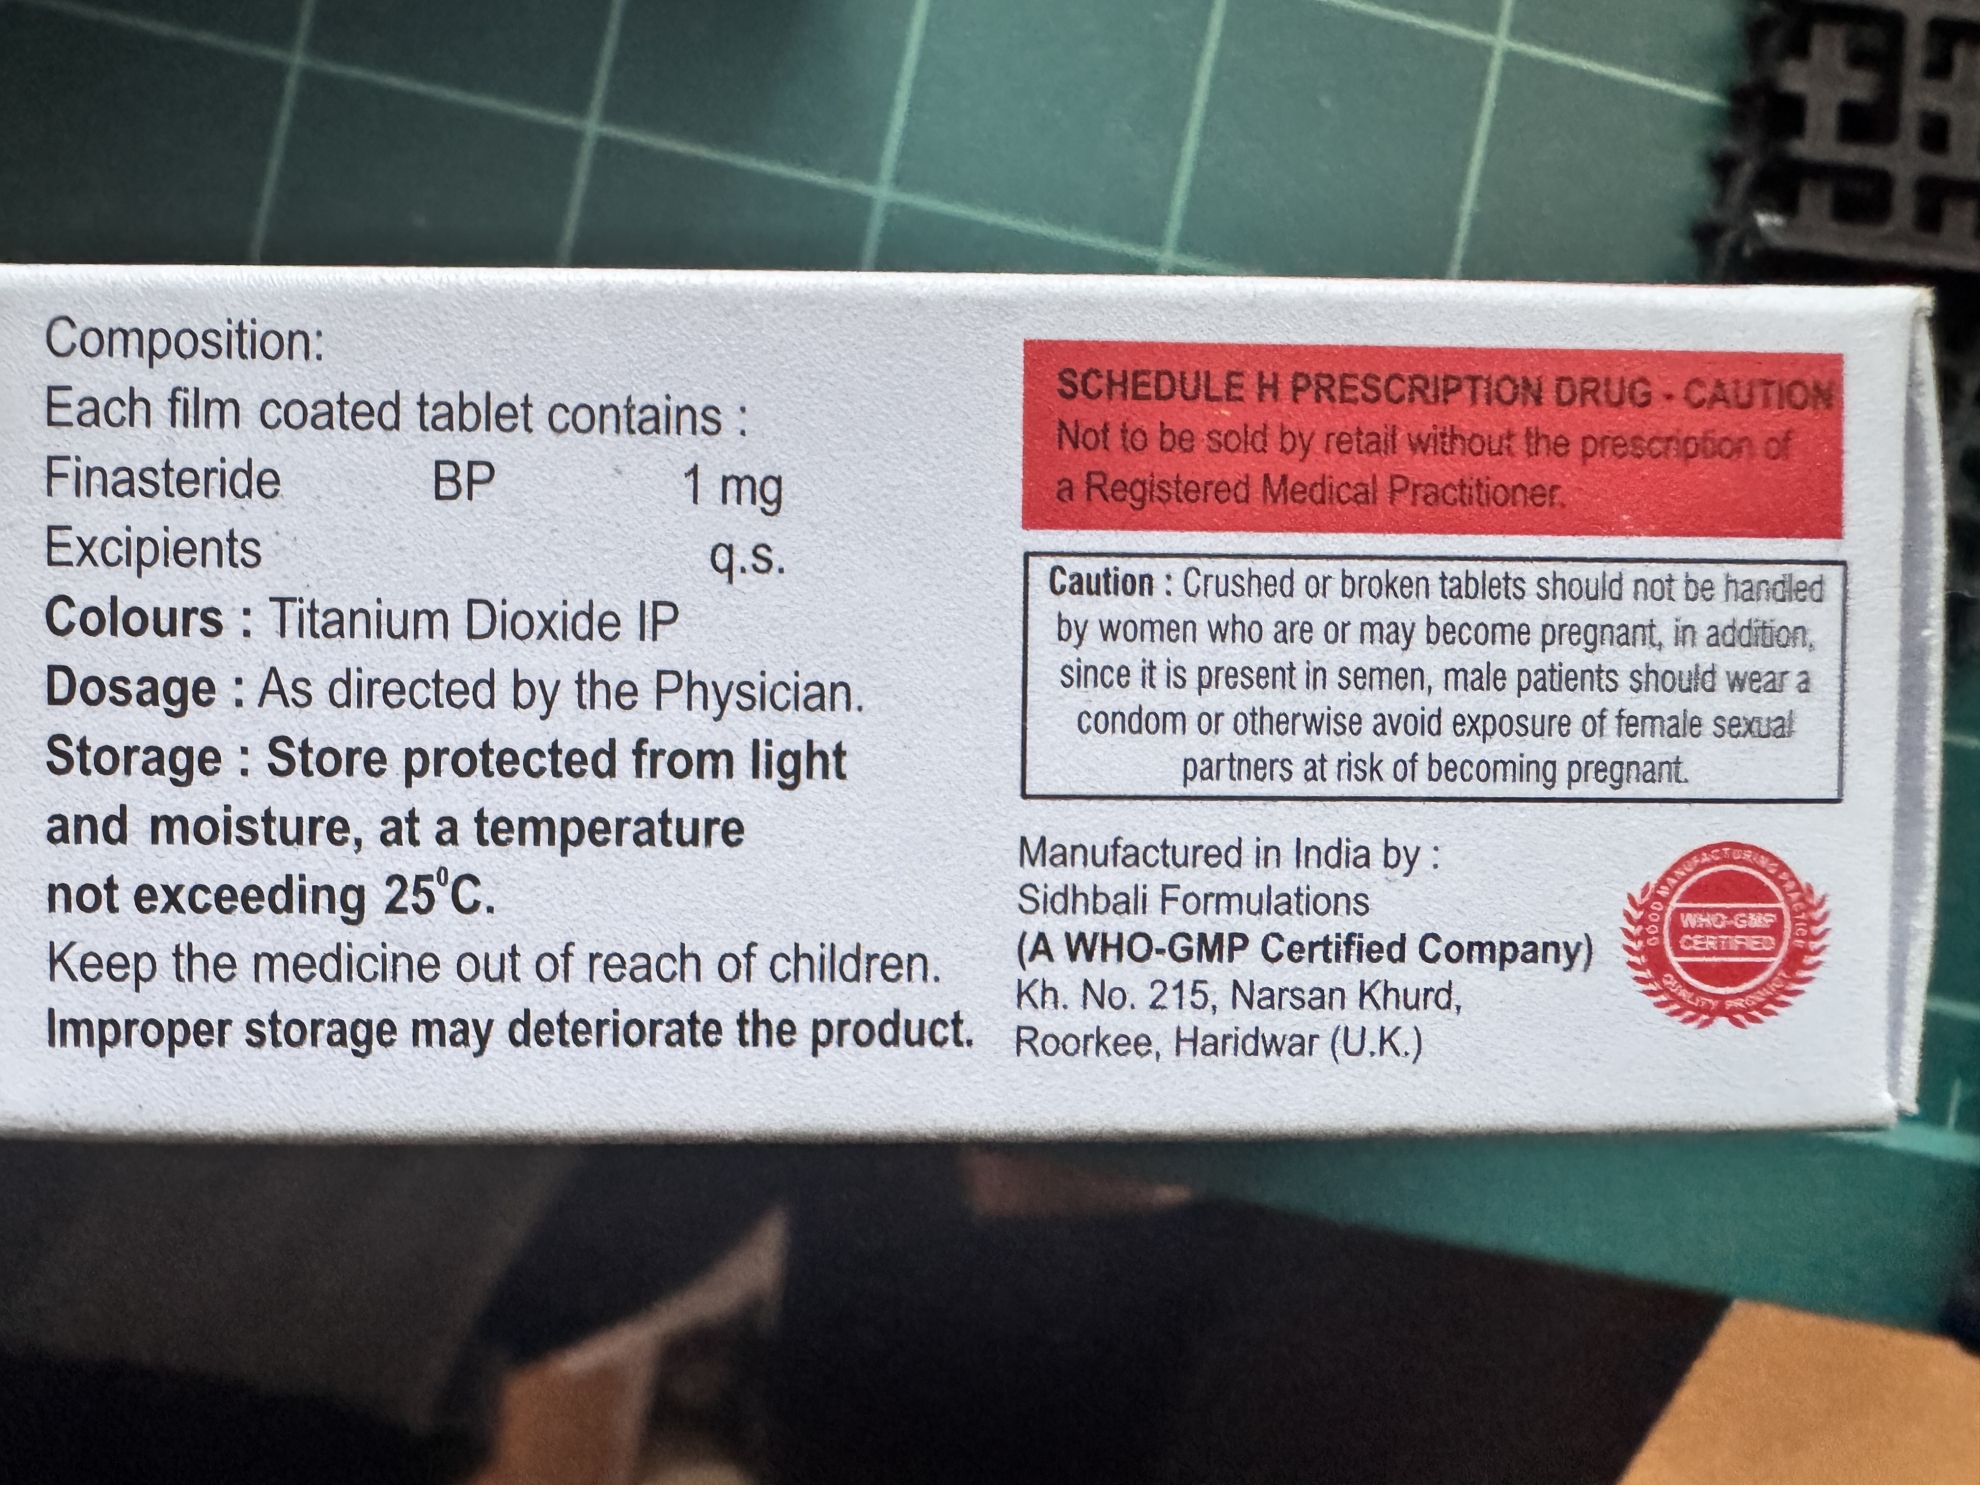 Composition:
Each film coated tablet contains :
Finasteride BP 1 mg
Excipients q.s.
Colours : Titanium Dioxide IP
Dosage : As directed by the Physician.
Storage : Store protected from light
and moisture, at a temperature
not exceeding 25⁰C.
Keep the medicine out of reach of children.
Improper storage may deteriorate the product.
SCHEDULE H PRESCRIPTION DRUG - CAUTION
Not to be sold by retail without the prescription of
a Registered Medical Practitioner.
Caution : Crushed or broken tablets should not be handled
by women who are or may become pregnant, in addition,
since it is present in semen, male patients should wear a
condom or otherwise avoid exposure of female sexual
partners at risk of becoming pregnant.
Manufactured in India by :
Sidhbali Formulations
(A WHO-GMP Certified Company)
Kh. No. 215, Narsan Khurd,
Roorkee, Haridwar (U.K.)
GOOD MANUFACTURING PRACTICE
WHO-GMP
CERTIFIED
QUALITY PRODUCT